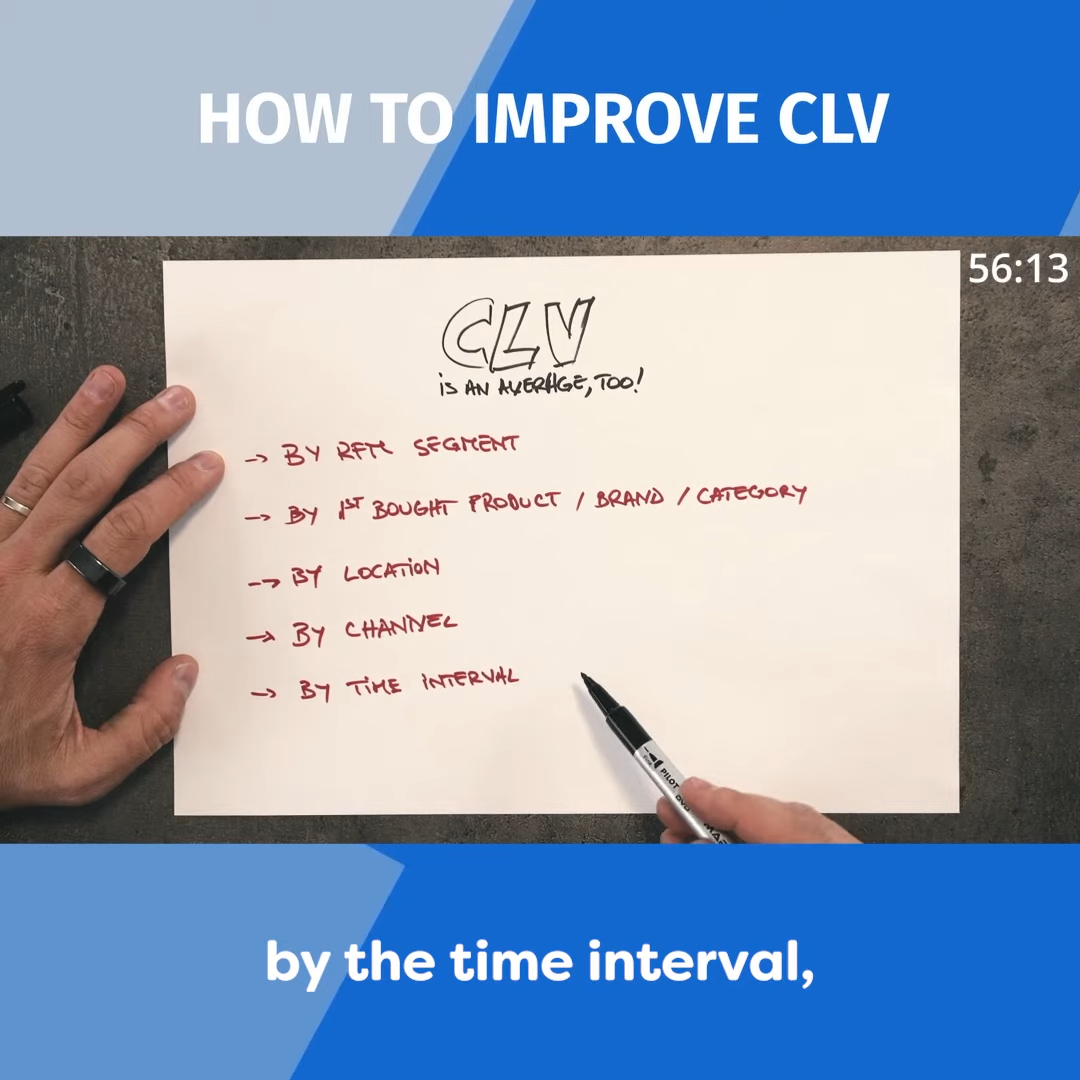 HOW TO IMPROVE CLV
56:13
CLV
IS AN AVERAGE, TOO!
→ BY RFM SEGMENT
→ BY 1ST BOUGHT PRODUCT / BRAND / CATEGORY
→ BY LOCATION
→ BY CHANNEL
→ BY TIME INTERVAL
PILOT
by the time interval,